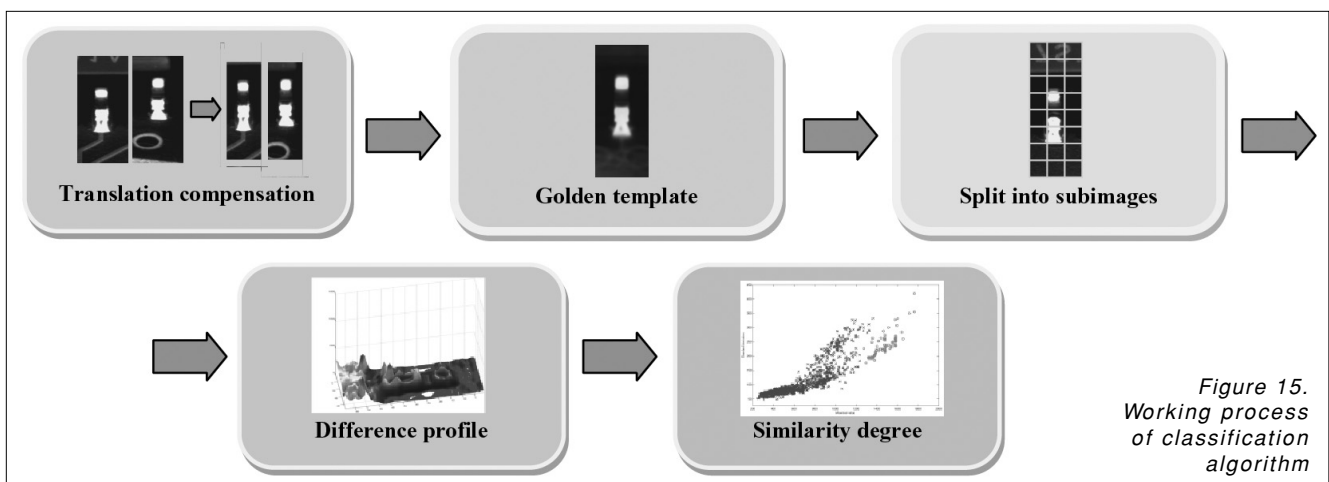 Translation compensation
Golden template
Split into subimages
Difference profile
Similarity degree
Figure 15.
Working process
of classification
algorithm